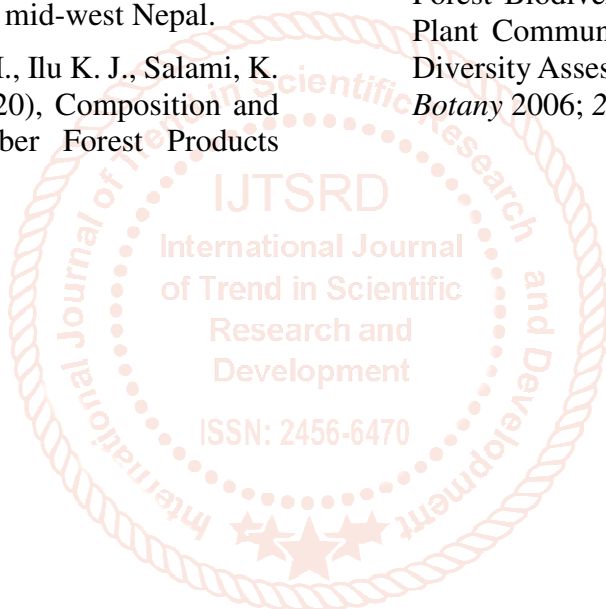 mid-west Nepal.
I., Ilu K. J., Salami, K.
20), Composition and
ber Forest Products
Forest Biodiver
Plant Commun
Diversity Asses
Botany 2006; 2
International Journal of Trend in Scientific Research and Development
IJTSRD
International Journal
of Trend in Scientific
Research and
Development
ISSN: 2456-6470